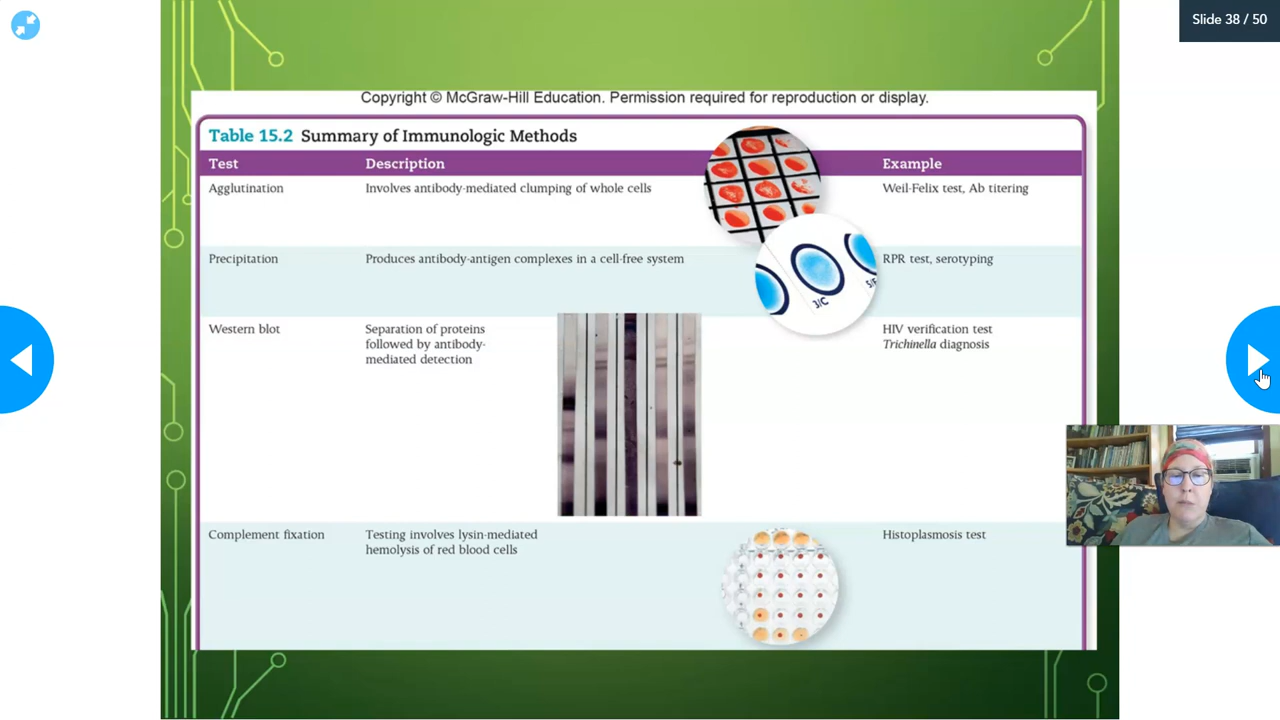 Slide 38 / 50
Copyright © McGraw-Hill Education. Permission required for reproduction or display.
Table 15.2 Summary of Immunologic Methods
Test Description Example
Agglutination Involves antibody-mediated clumping of whole cells Weil-Felix test, Ab titering
Precipitation Produces antibody-antigen complexes in a cell-free system RPR test, serotyping
3/C
Western blot Separation of proteins HIV verification test
followed by antibody- Trichinella diagnosis
mediated detection
Complement fixation Testing involves lysin-mediated Histoplasmosis test
hemolysis of red blood cells